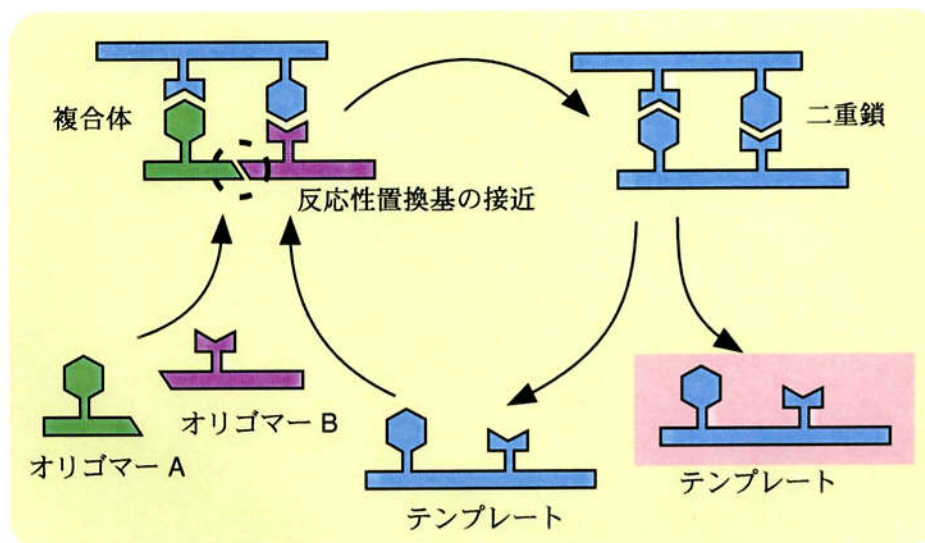 複合体
二重鎖
反応性置換基の接近
オリゴマー A
オリゴマー B
テンプレート
テンプレート